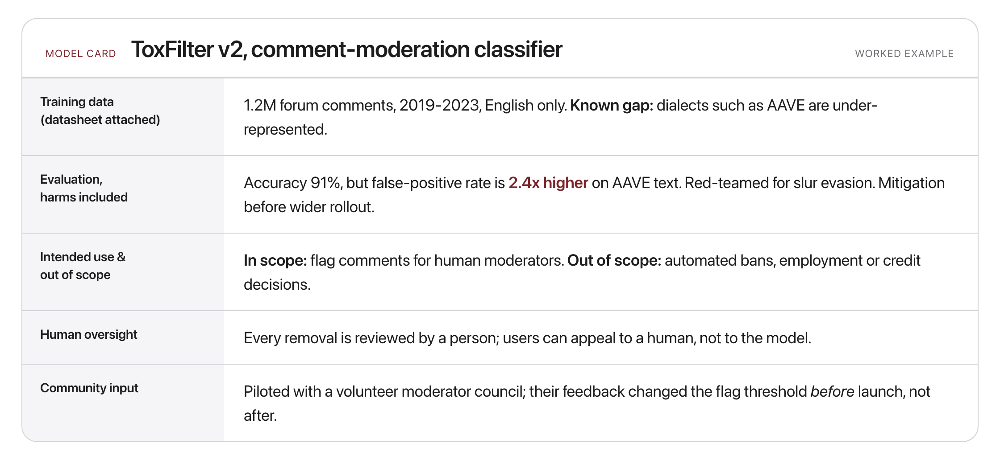 MODEL CARD ToxFilter v2, comment-moderation classifier WORKED EXAMPLE
Training data
(datasheet attached)
1.2M forum comments, 2019-2023, English only. Known gap: dialects such as AAVE are under-
represented.
Evaluation,
harms included
Accuracy 91%, but false-positive rate is 2.4x higher on AAVE text. Red-teamed for slur evasion. Mitigation
before wider rollout.
Intended use &
out of scope
In scope: flag comments for human moderators. Out of scope: automated bans, employment or credit
decisions.
Human oversight
Every removal is reviewed by a person; users can appeal to a human, not to the model.
Community input
Piloted with a volunteer moderator council; their feedback changed the flag threshold before launch, not
after.